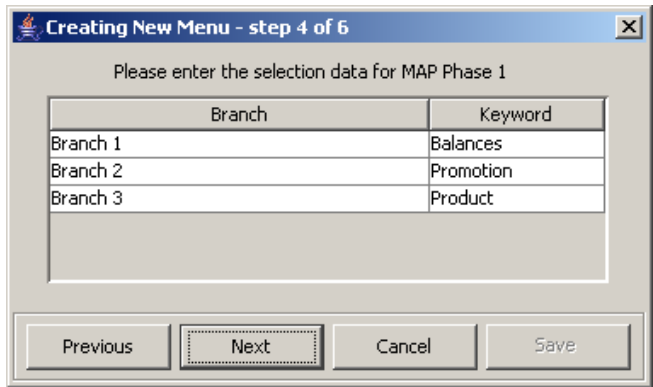 Creating New Menu - step 4 of 6
Please enter the selection data for MAP Phase 1
Branch Keyword
Branch 1 Balances
Branch 2 Promotion
Branch 3 Product
Previous Next Cancel Save